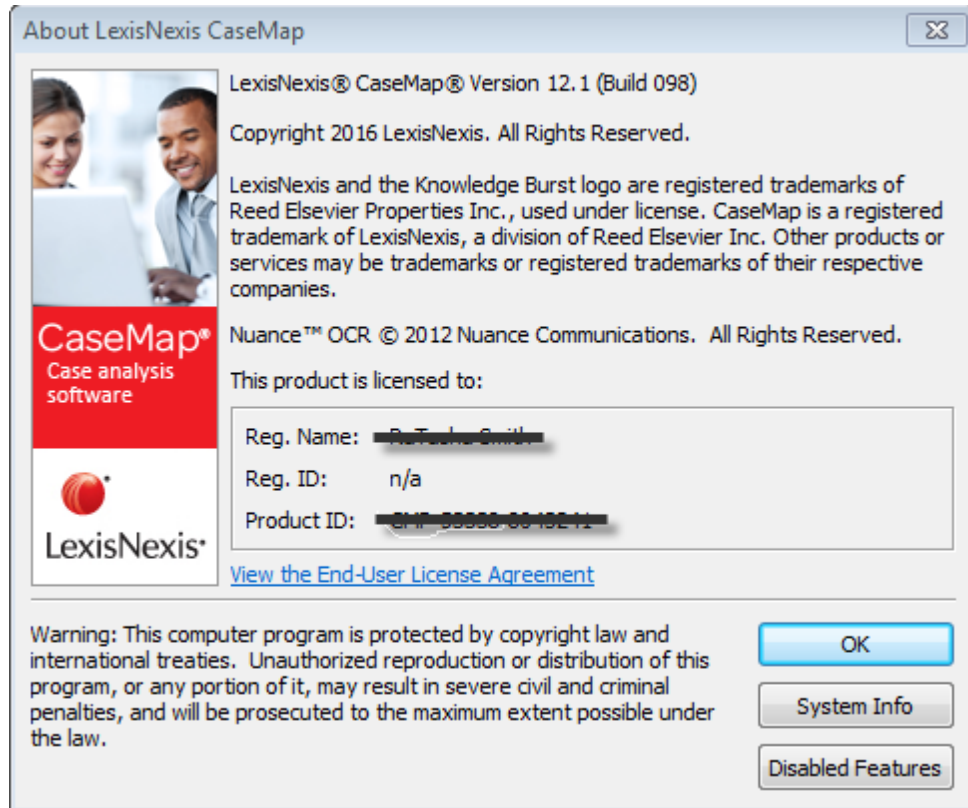 About LexisNexis CaseMap
LexisNexis® CaseMap® Version 12.1 (Build 098)
Copyright 2016 LexisNexis. All Rights Reserved.
LexisNexis and the Knowledge Burst logo are registered trademarks of
Reed Elsevier Properties Inc., used under license. CaseMap is a registered
trademark of LexisNexis, a division of Reed Elsevier Inc. Other products or
services may be trademarks or registered trademarks of their respective
companies.
CaseMap®
Case analysis
software
LexisNexis®
Nuance™ OCR © 2012 Nuance Communications. All Rights Reserved.
This product is licensed to:
Reg. Name:
Reg. ID: n/a
Product ID:
View the End-User License Agreement
Warning: This computer program is protected by copyright law and
international treaties. Unauthorized reproduction or distribution of this
program, or any portion of it, may result in severe civil and criminal
penalties, and will be prosecuted to the maximum extent possible under
the law.
OK
System Info
Disabled Features